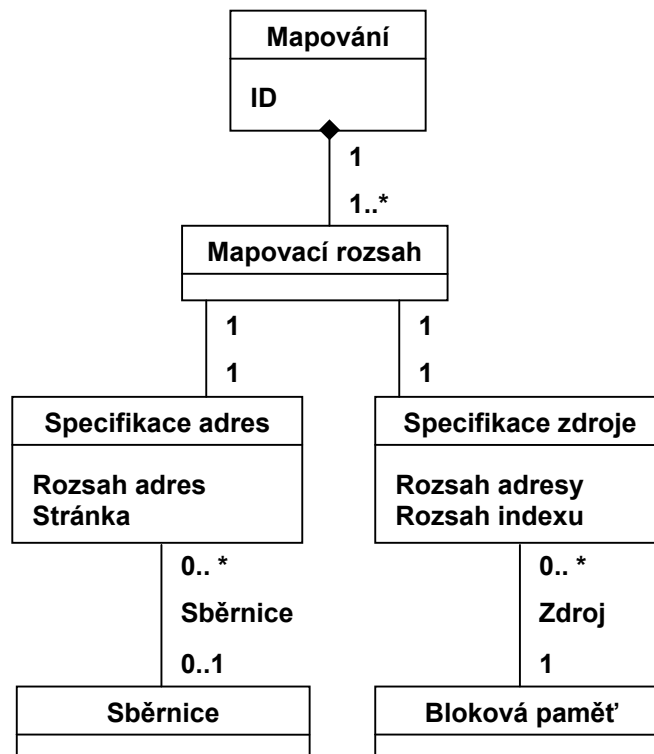 Mapování
ID
1
1..*
Mapovací rozsah
1 1
1 1
Specifikace adres Specifikace zdroje
Rozsah adres Rozsah adresy
Stránka Rozsah indexu
0.. * 0.. *
Sběrnice Zdroj
0..1 1
Sběrnice Bloková paměť